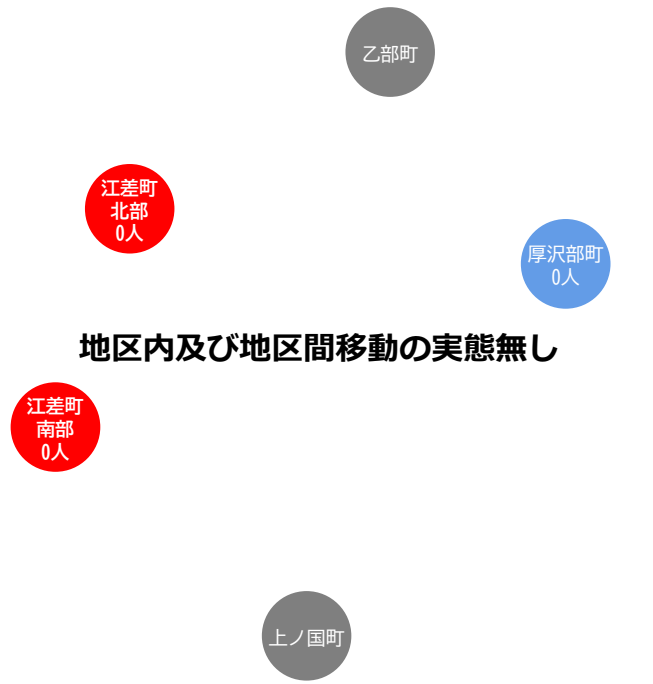 乙部町
江差町
北部
0人
厚沢部町
0人
地区内及び地区間移動の実態無し
江差町
南部
0人
上ノ国町